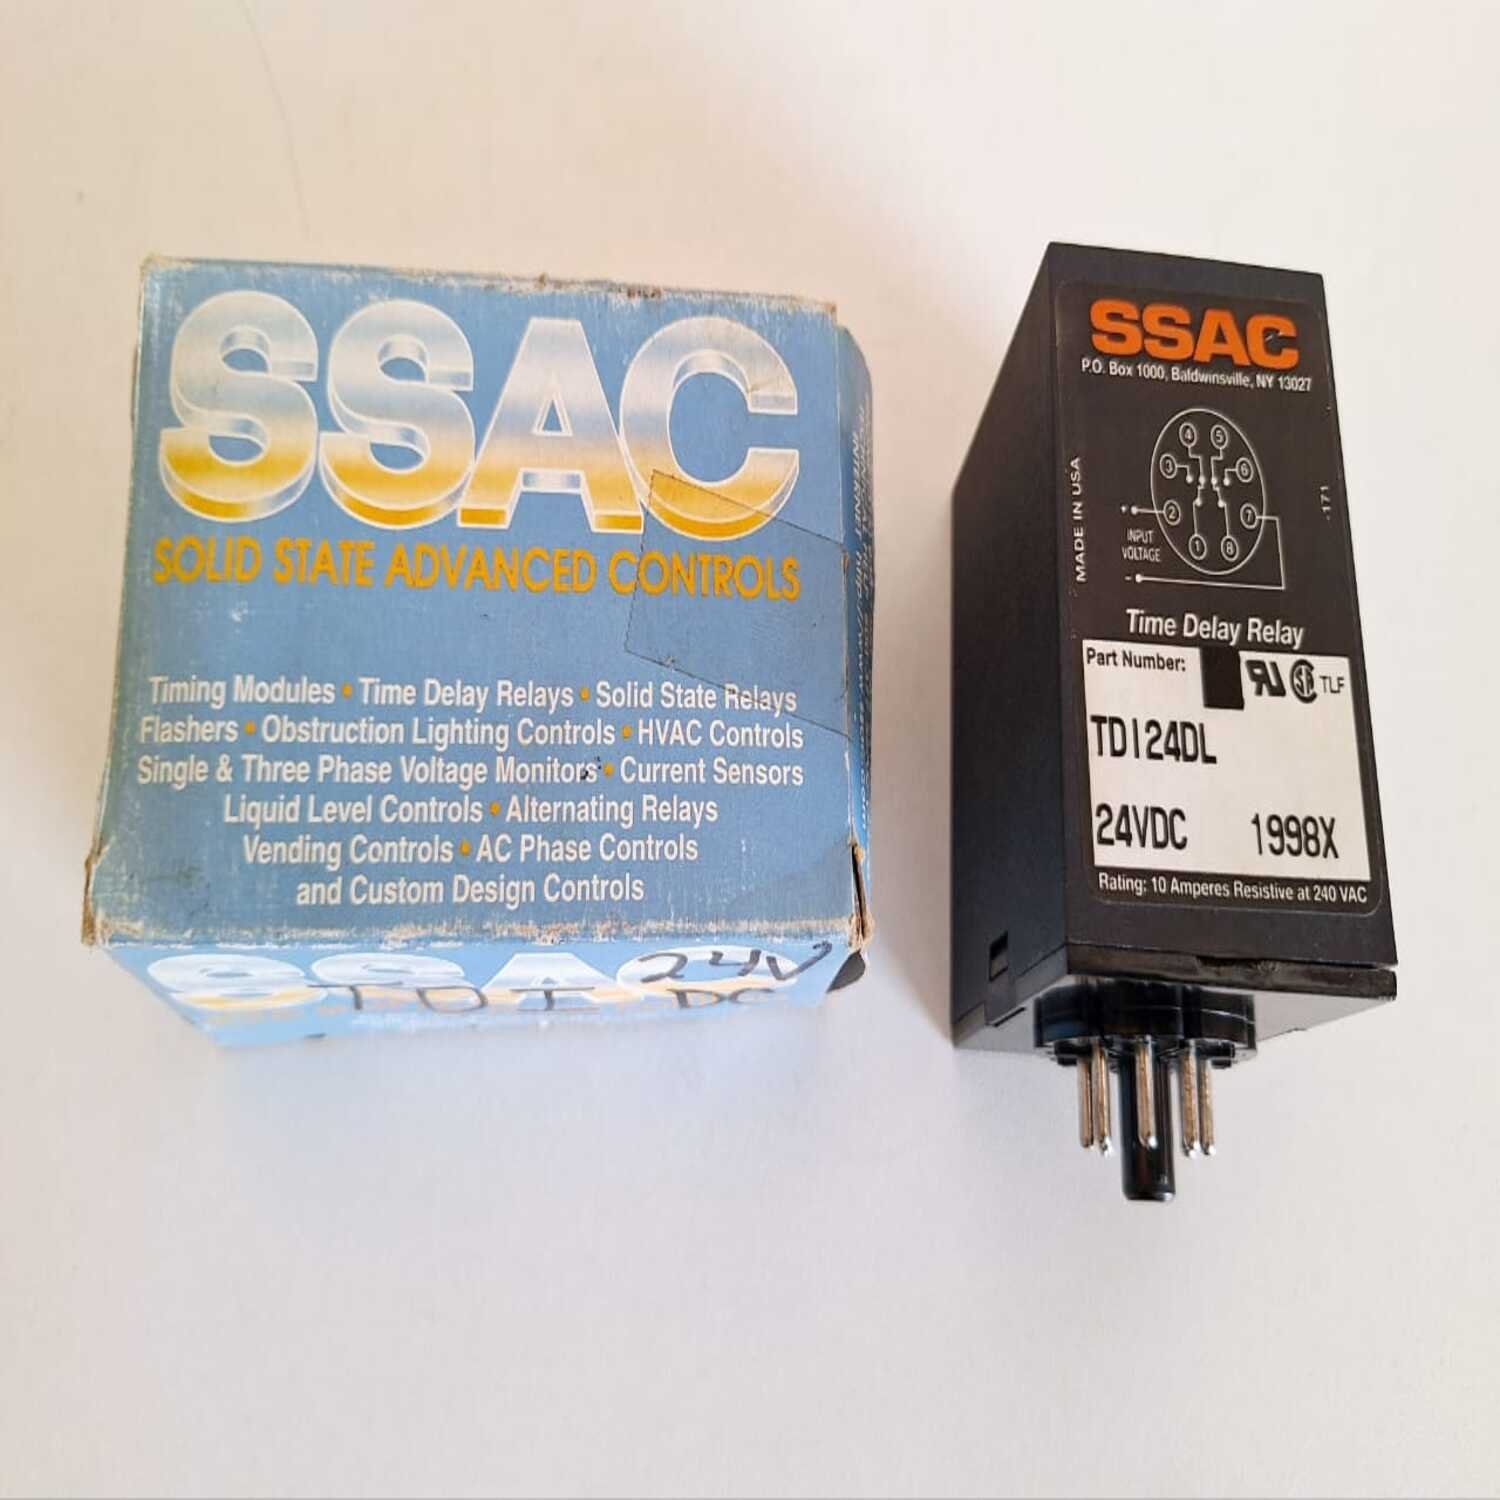 SSAC
SOLID STATE ADVANCED CONTROLS
Timing Modules • Time Delay Relays • Solid State Relays
Flashers • Obstruction Lighting Controls • HVAC Controls
Single & Three Phase Voltage Monitors • Current Sensors
Liquid Level Controls • Alternating Relays
Vending Controls • AC Phase Controls
and Custom Design Controls
SSAC
24V
TDI DC
SSAC
P.O. Box 1000, Baldwinsville, NY 13027
4 5
3 6
2 7
1 8
+
INPUT
VOLTAGE
-
MADE IN USA
-171
Time Delay Relay
Part Number:
TLF
TDI24DL
24VDC 1998X
Rating: 10 Amperes Resistive at 240 VAC